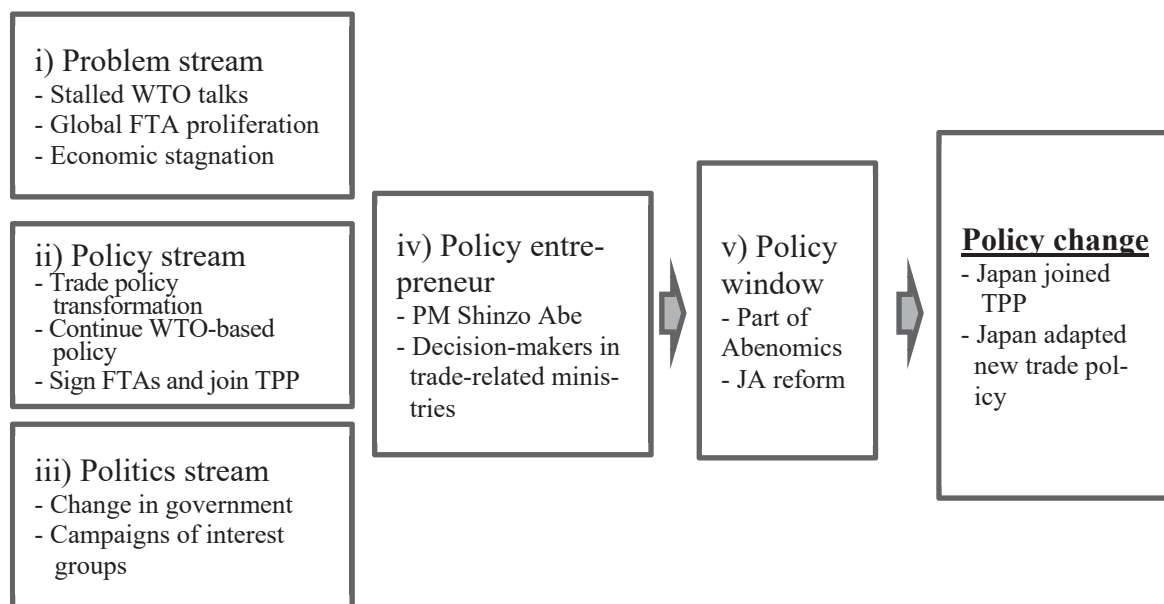 i) Problem stream
- Stalled WTO talks
- Global FTA proliferation
- Economic stagnation
ii) Policy stream
- Trade policy
transformation
- Continue WTO-based
policy
- Sign FTAs and join TPP
iii) Politics stream
- Change in government
- Campaigns of interest
groups
iv) Policy entre-
preneur
- PM Shinzo Abe
- Decision-makers in
trade-related minis-
tries
v) Policy
window
- Part of
Abenomics
- JA reform
Policy change
- Japan joined
TPP
- Japan adapted
new trade pol-
icy